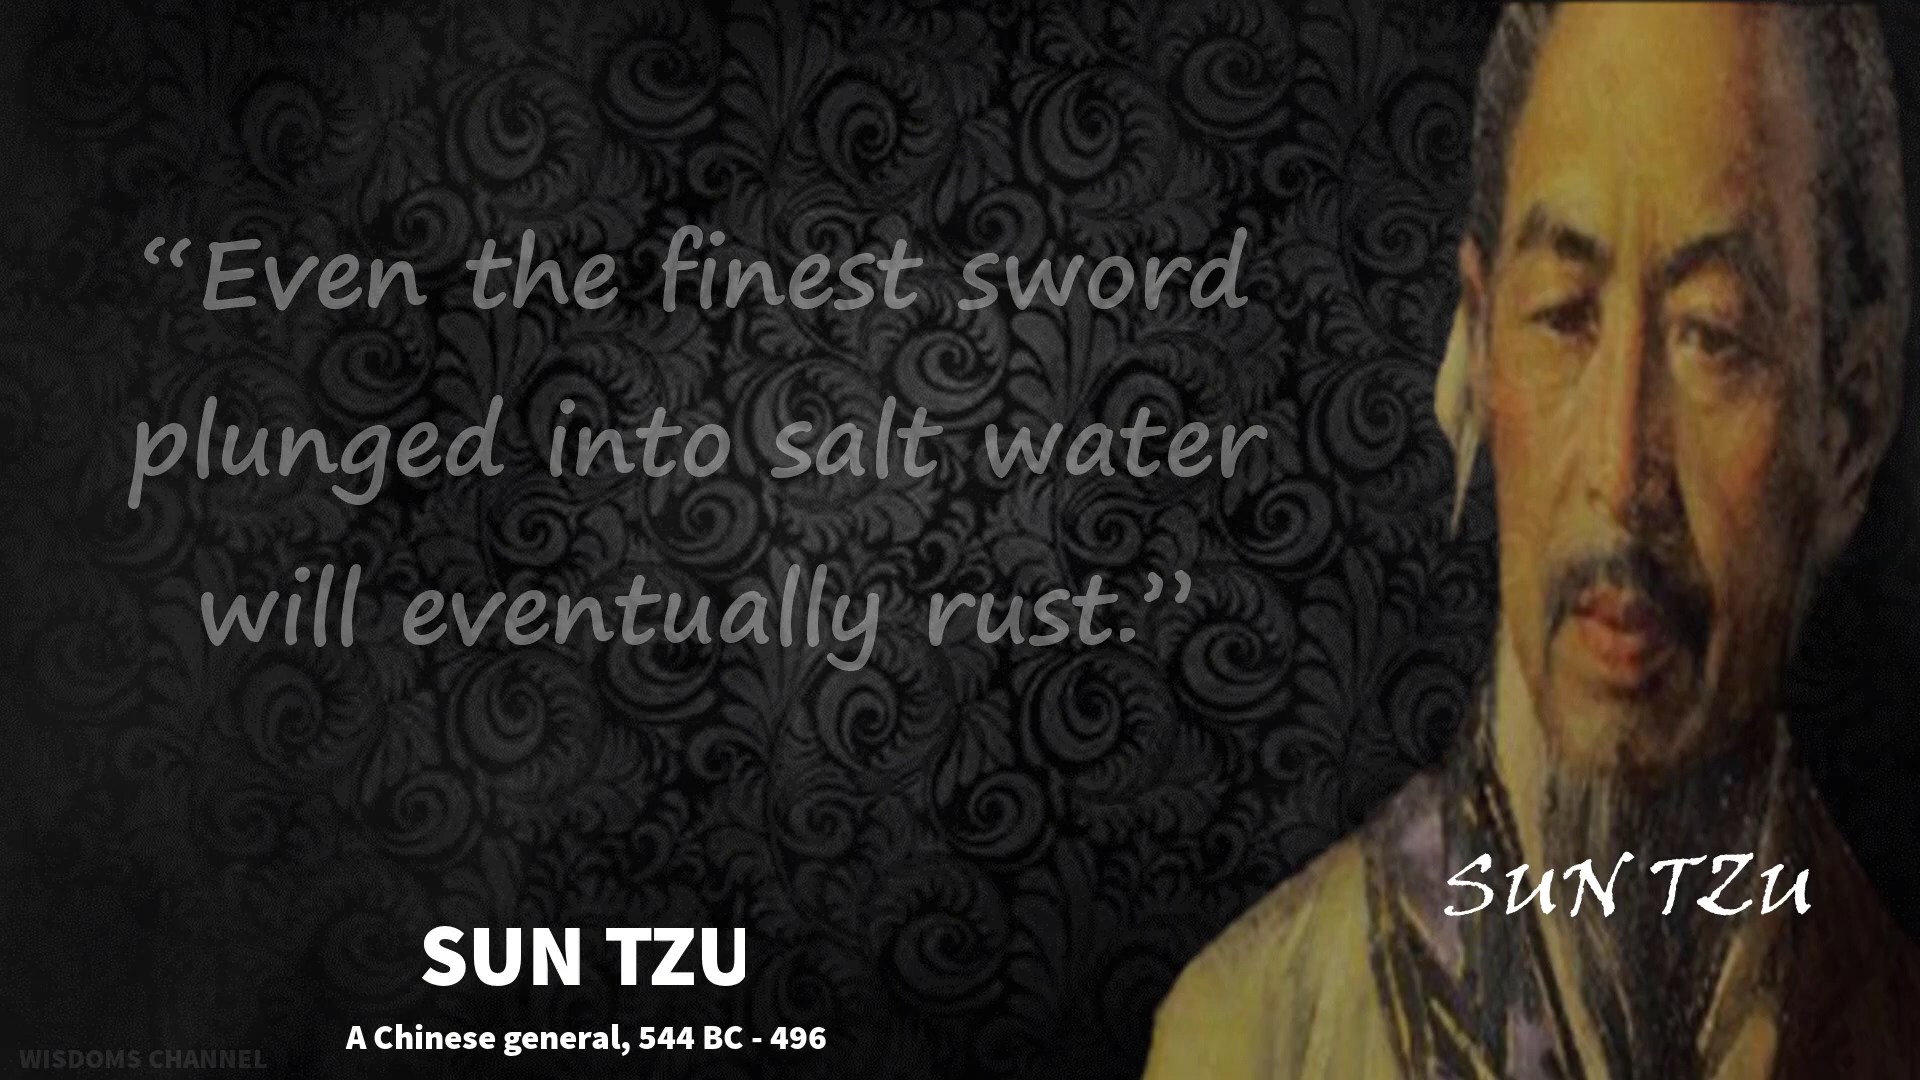 “Even the finest sword
plunged into salt water
will eventually rust.”
SUN TZU
SUN TZU
A Chinese general, 544 BC - 496
WISDOMS CHANNEL